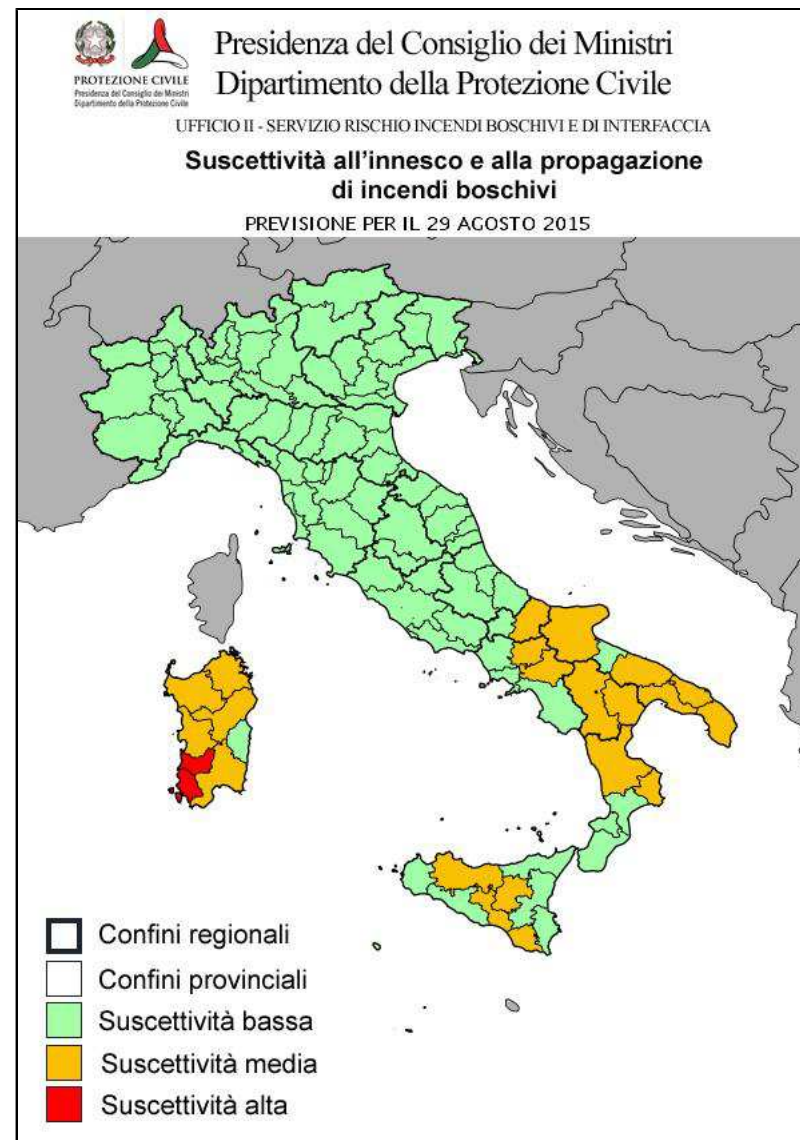 PROTEZIONE CIVILE
Presidenza del Consiglio dei Ministri
Dipartimento della Protezione Civile
Presidenza del Consiglio dei Ministri
Dipartimento della Protezione Civile
UFFICIO II - SERVIZIO RISCHIO INCENDI BOSCHIVI E DI INTERFACCIA
Suscettività all'innesco e alla propagazione
di incendi boschivi
PREVISIONE PER IL 29 AGOSTO 2015
Confini regionali
Confini provinciali
Suscettività bassa
Suscettività media
Suscettività alta